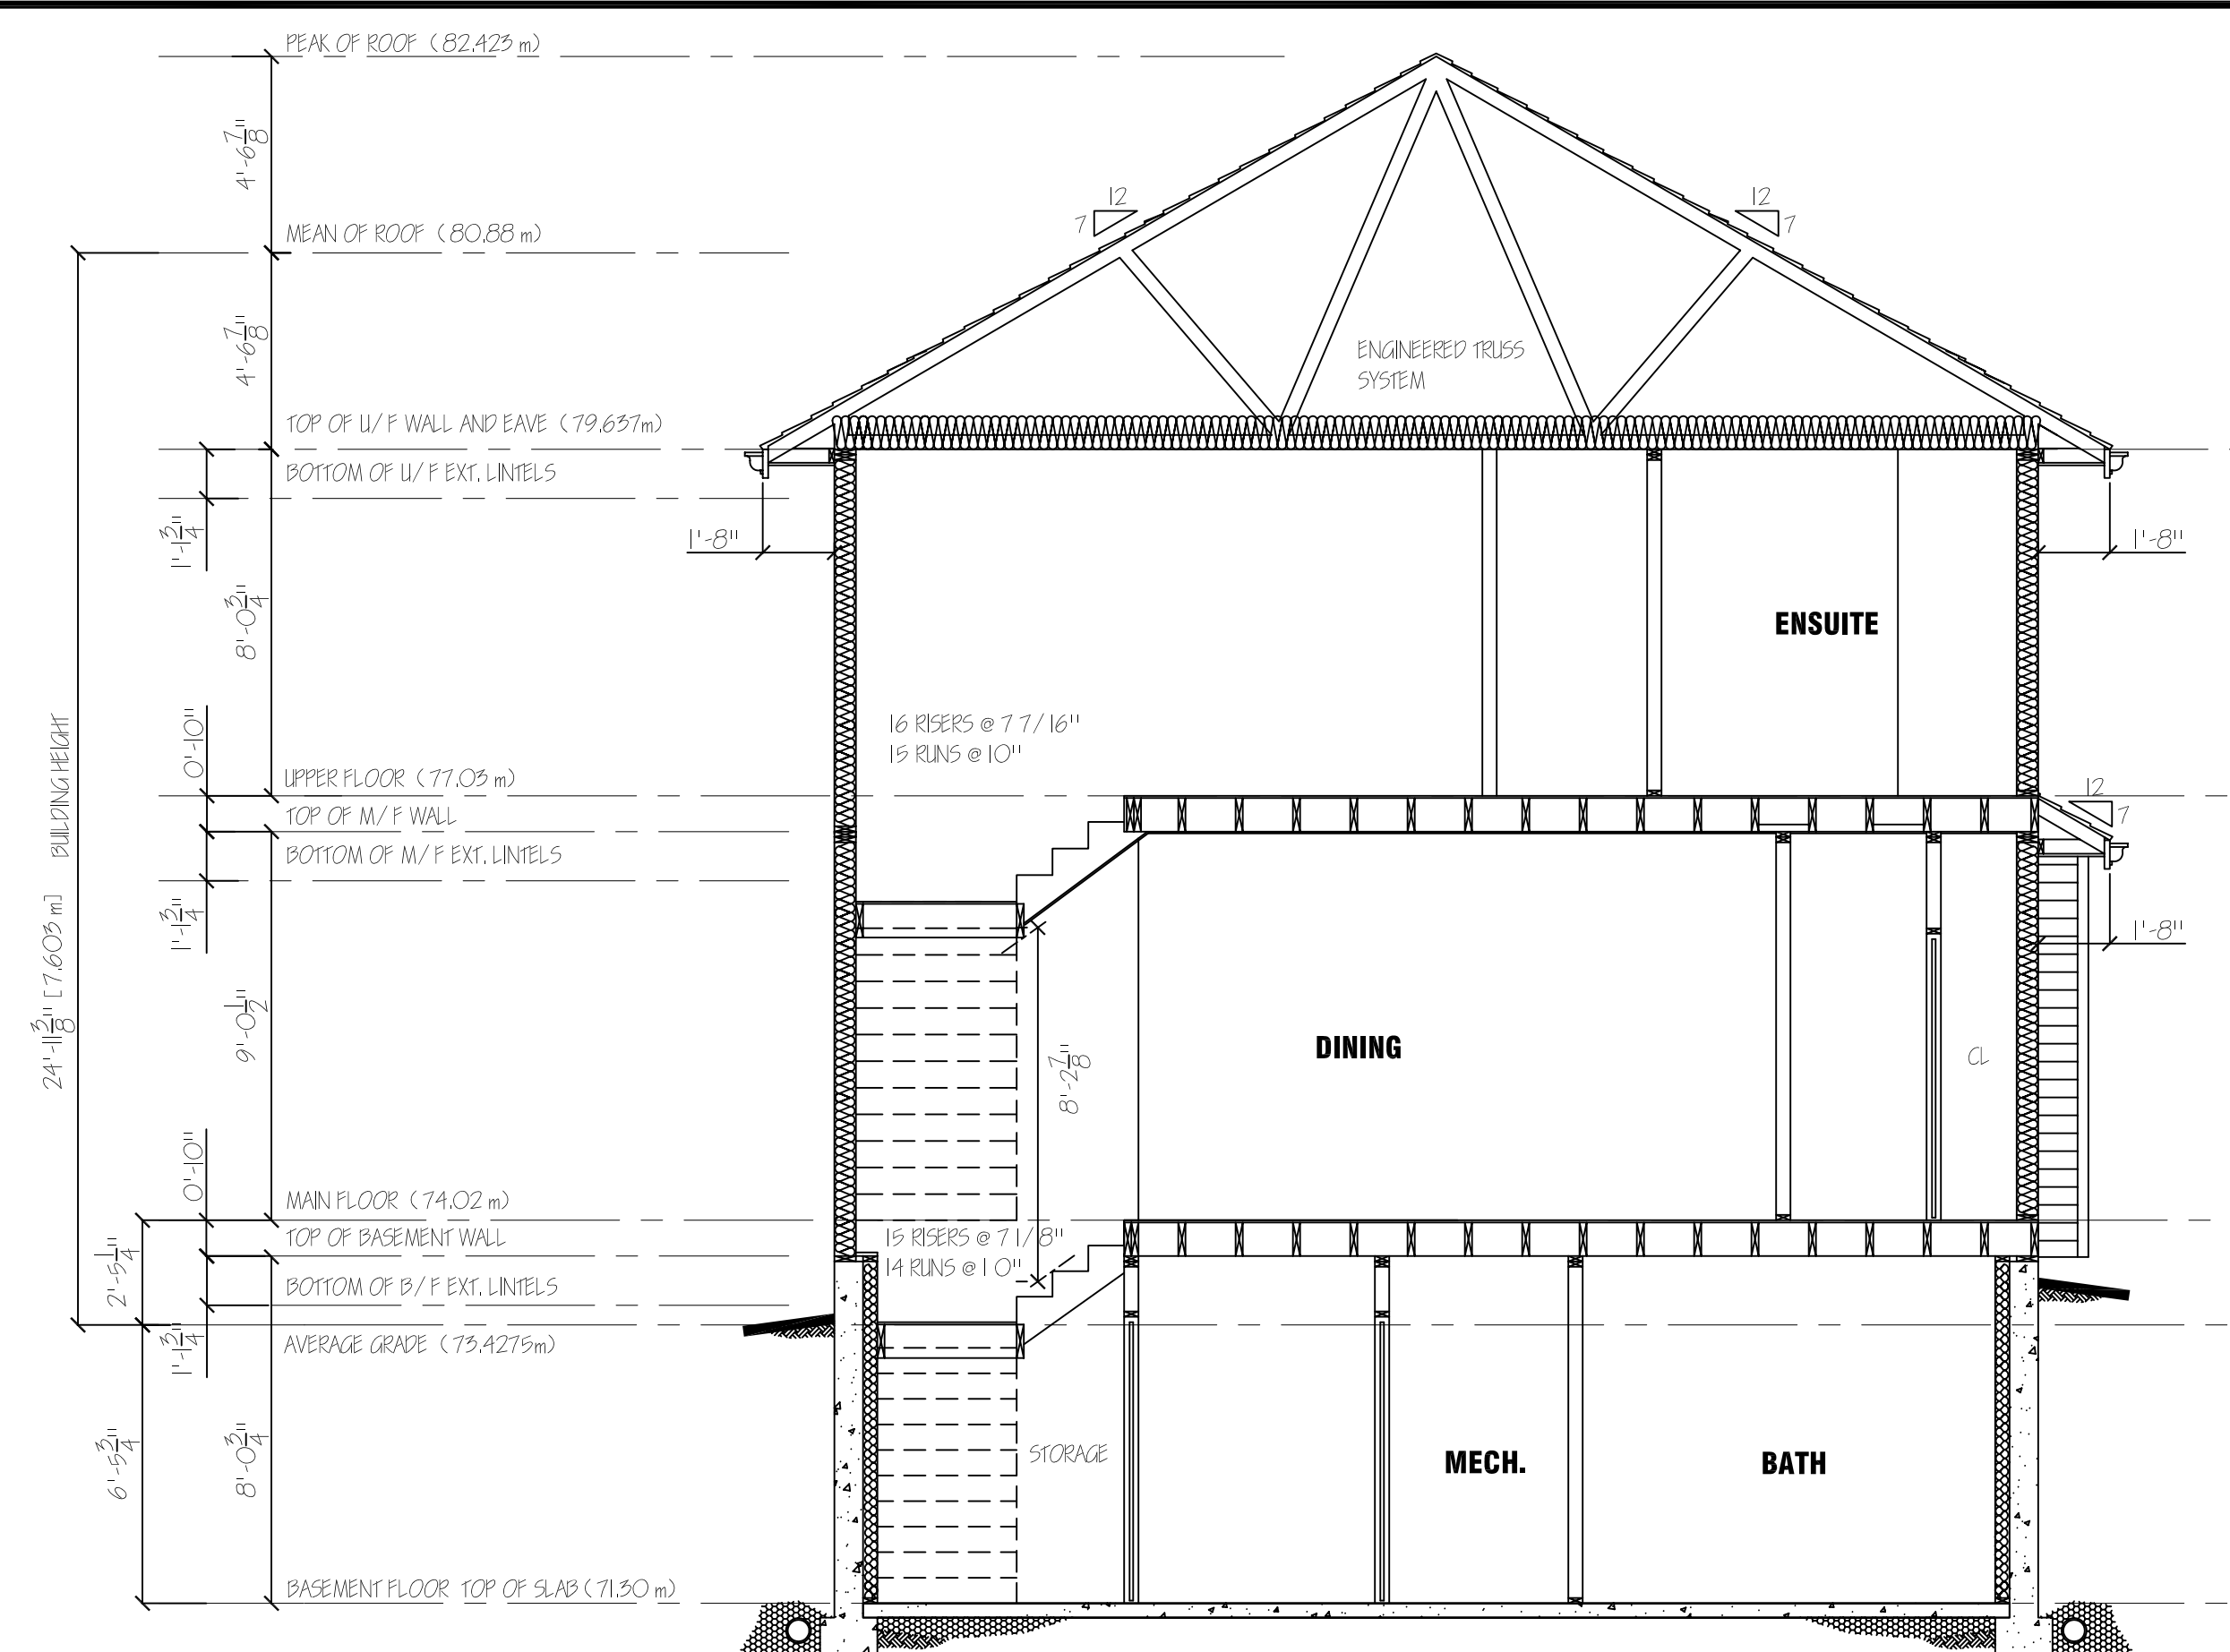 PEAK OF ROOF (82.423 m)
4'-6 7/8"
12
7
12
7
MEAN OF ROOF (80.88 m)
4'-6 7/8"
ENGINEERED TRUSS
SYSTEM
TOP OF U/F WALL AND EAVE (79.637m)
BOTTOM OF U/F EXT. LINTELS
1'-1 3/4"
1'-8"
1'-8"
8'-0 3/4"
ENSUITE
16 RISERS @ 7 7/16"
15 RUNS @ 10"
0'-10"
UPPER FLOOR (77.03 m)
TOP OF M/F WALL
12
7
BOTTOM OF M/F EXT. LINTELS
1'-1 3/4"
1'-8"
24'-11 3/8" [7.603 m] BUILDING HEIGHT
9'-0 1/2"
DINING
8'-2 7/8"
CL
0'-10"
MAIN FLOOR (74.02 m)
TOP OF BASEMENT WALL
15 RISERS @ 7 1/8"
14 RUNS @ 10"
2'-5 1/4"
BOTTOM OF B/F EXT. LINTELS
1'-1 3/4"
AVERAGE GRADE (73.4275m)
6'-5 3/4"
8'-0 3/4"
STORAGE
MECH.
BATH
BASEMENT FLOOR TOP OF SLAB (71.30 m)